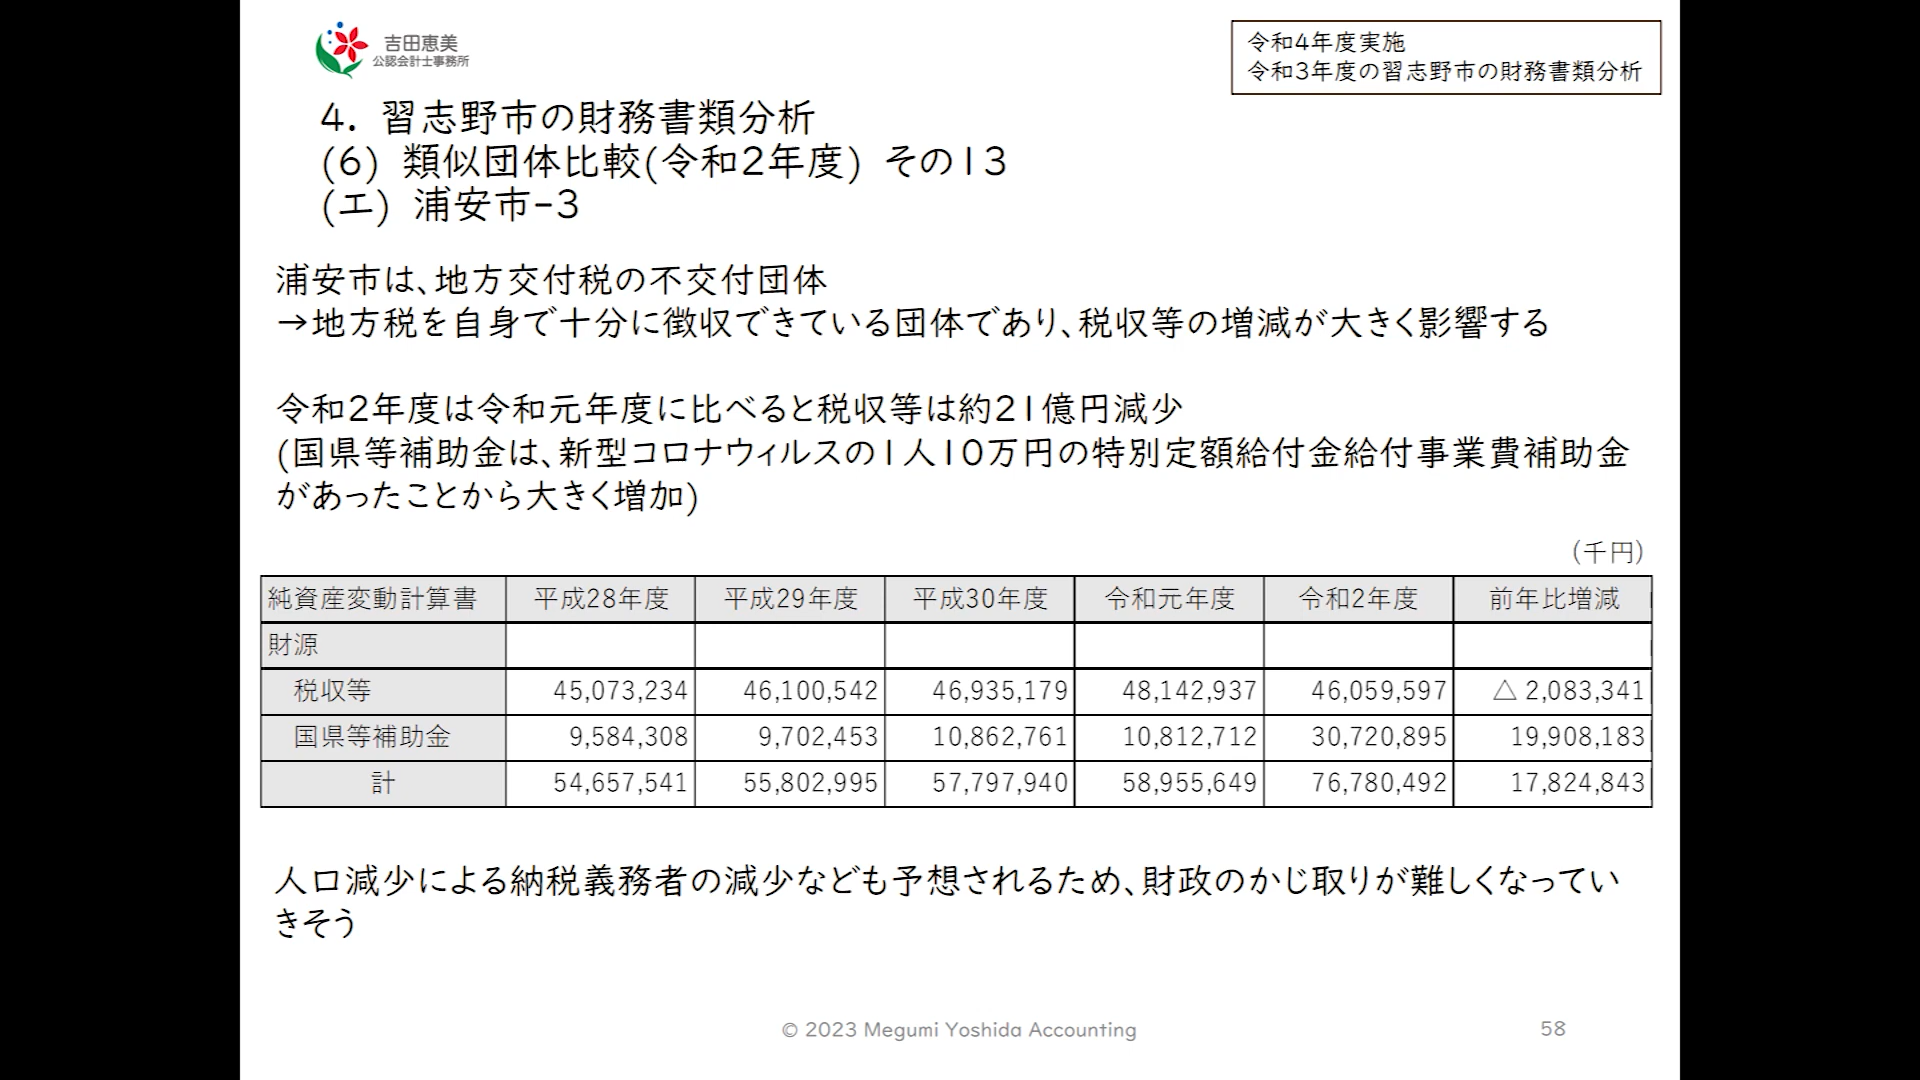 吉田恵美
公認会計士事務所
令和4年度実施
令和3年度の習志野市の財務書類分析
4. 習志野市の財務書類分析
(6) 類似団体比較(令和2年度) その13
(エ) 浦安市-3
浦安市は、地方交付税の不交付団体
→地方税を自身で十分に徴収できている団体であり、税収等の増減が大きく影響する
令和2年度は令和元年度に比べると税収等は約21億円減少
(国県等補助金は、新型コロナウィルスの1人10万円の特別定額給付金給付事業費補助金
があったことから大きく増加)
(千円)
純資産変動計算書 平成28年度 平成29年度 平成30年度 令和元年度 令和2年度 前年比増減
財源
税収等 45,073,234 46,100,542 46,935,179 48,142,937 46,059,597 △ 2,083,341
国県等補助金 9,584,308 9,702,453 10,862,761 10,812,712 30,720,895 19,908,183
計 54,657,541 55,802,995 57,797,940 58,955,649 76,780,492 17,824,843
人口減少による納税義務者の減少なども予想されるため、財政のかじ取りが難しくなってい
きそう
© 2023 Megumi Yoshida Accounting
58